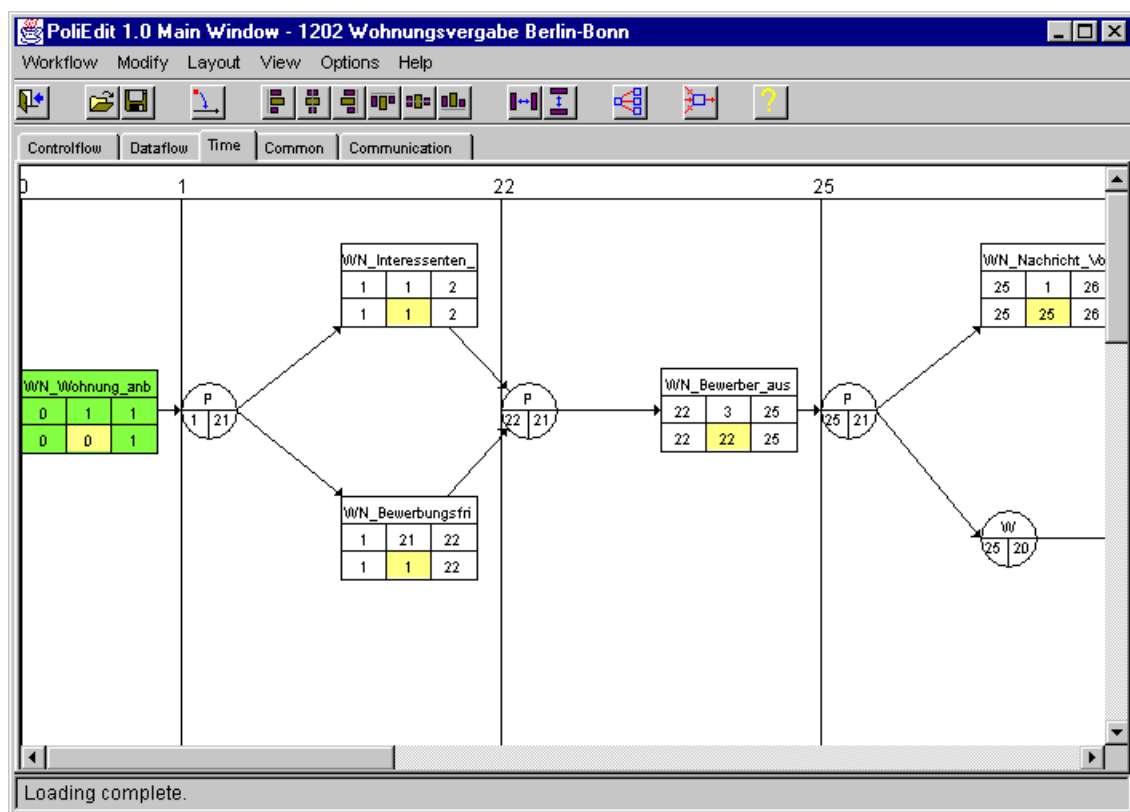 PoliEdit 1.0 Main Window - 1202 Wohnungsvergabe Berlin-Bonn
Workflow Modify Layout View Options Help
?
Controlflow Dataflow Time Common Communication
0 1 22 25
WN_Interessenten_
1 1 2
1 1 2
WN_Nachricht_Vo
25 1 26
25 25 26
WN_Wohnung_anb
0 1 1
0 0 1
P
1 21
P
22 21
WN_Bewerber_aus
22 3 25
22 22 25
P
25 21
WN_Bewerbungsfri
1 21 22
1 1 22
W
25 20
Loading complete.